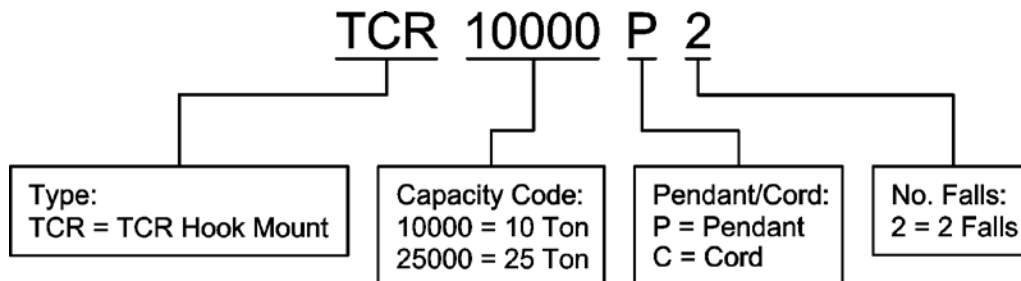 TCR 10000 P 2
Type:
TCR = TCR Hook Mount
Capacity Code:
10000 = 10 Ton
25000 = 25 Ton
Pendant/Cord:
P = Pendant
C = Cord
No. Falls:
2 = 2 Falls